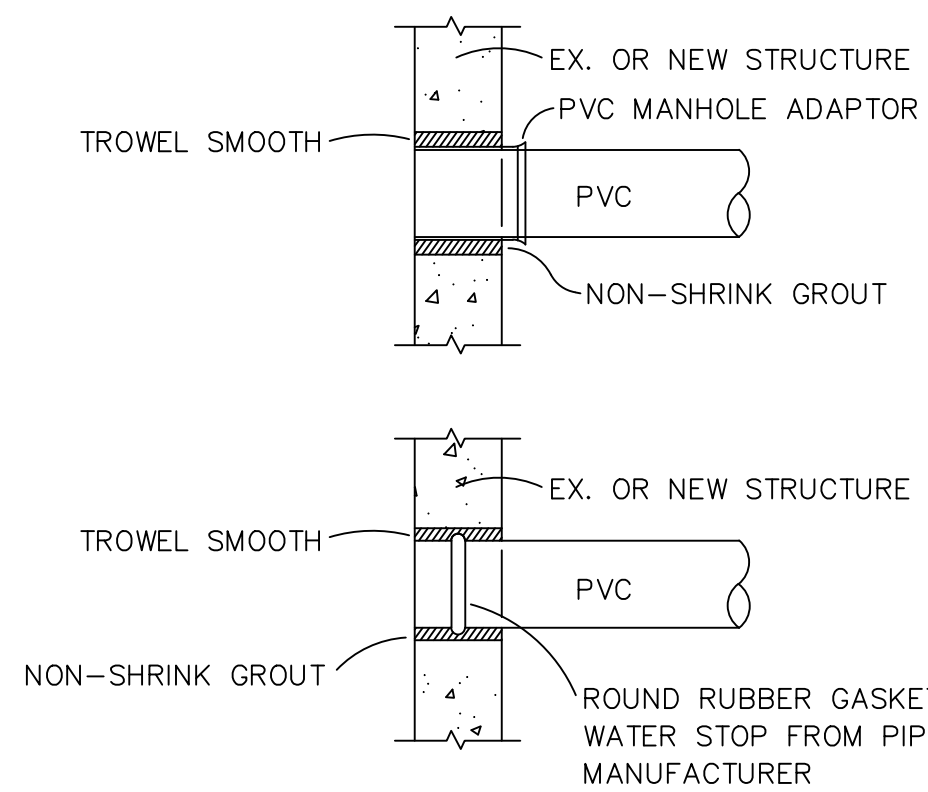 EX. OR NEW STRUCTURE
PVC MANHOLE ADAPTOR
TROWEL SMOOTH
PVC
NON-SHRINK GROUT
EX. OR NEW STRUCTURE
TROWEL SMOOTH
PVC
NON-SHRINK GROUT
ROUND RUBBER
WATER STOP FROM
MANUFACTURER